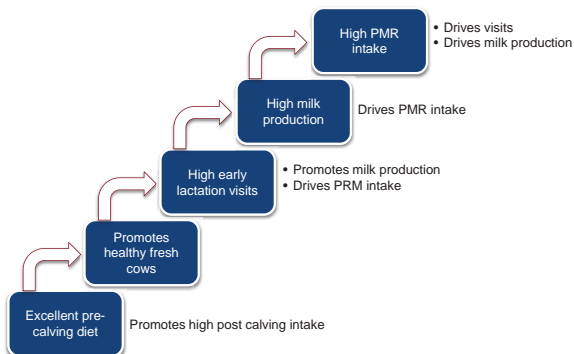 High PMR
intake
• Drives visits
• Drives milk production
High milk
production
Drives PMR intake
High early
lactation visits
• Promotes milk production
• Drives PRM intake
Promotes
healthy fresh
cows
Excellent pre-
calving diet
Promotes high post calving intake